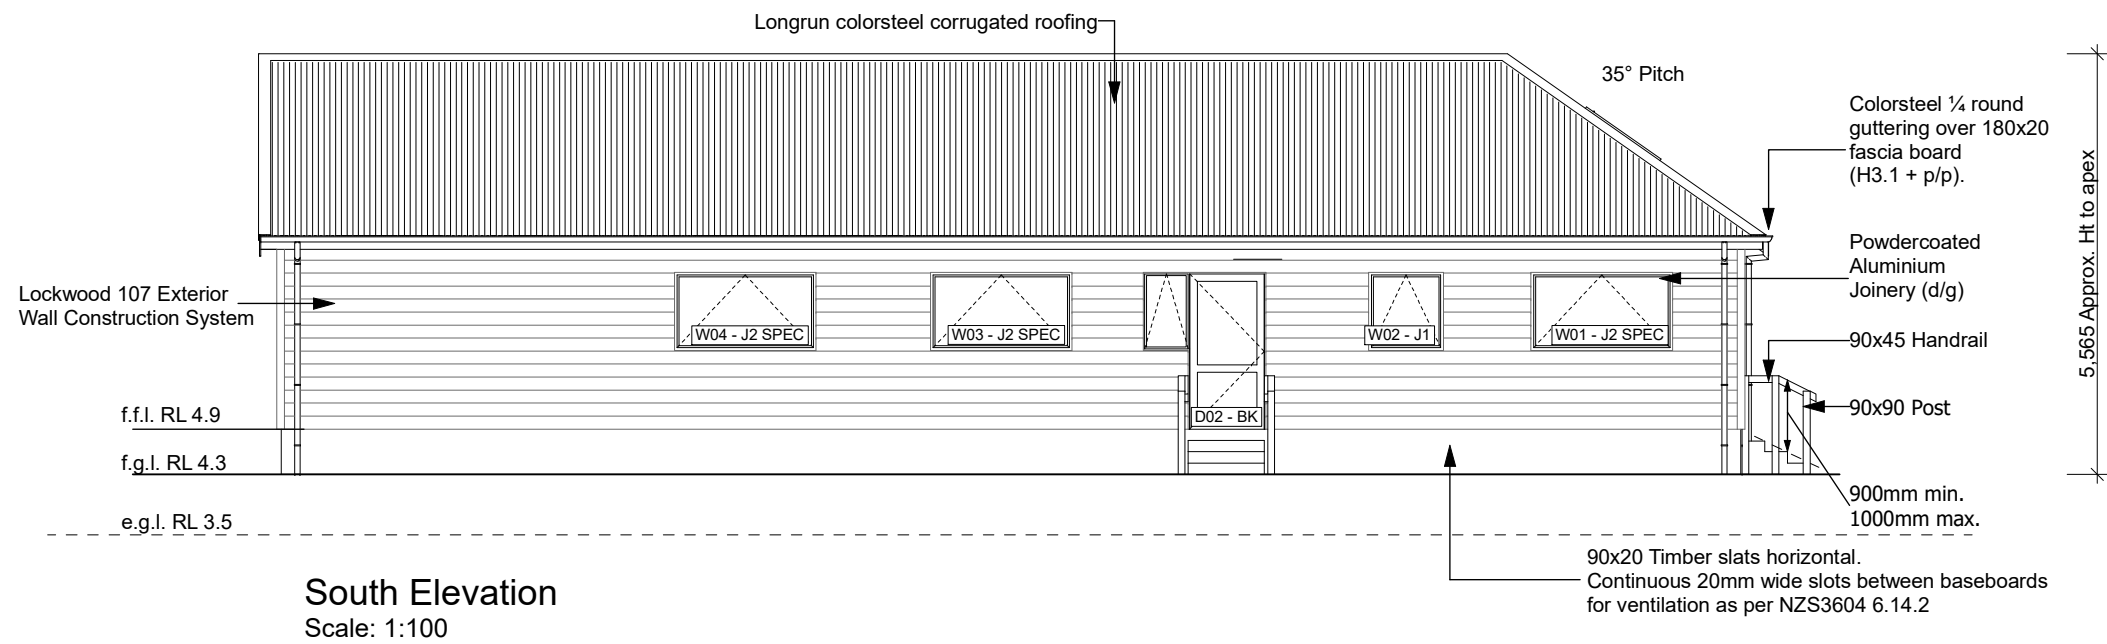 Longrun colorsteel corrugated roofing
35° Pitch
Colorsteel ¼ round
guttering over 180x20
fascia board
(H3.1 + p/p).
5,565 Approx. Ht to apex
Powdercoated
Aluminium
Joinery (d/g)
Lockwood 107 Exterior
Wall Construction System
W04 - J2 SPEC
W03 - J2 SPEC
W02 - J1
W01 - J2 SPEC
90x45 Handrail
90x90 Post
D02 - BK
f.f.l. RL 4.9
f.g.l. RL 4.3
e.g.l. RL 3.5
900mm min.
1000mm max.
90x20 Timber slats horizontal.
Continuous 20mm wide slots between baseboards
for ventilation as per NZS3604 6.14.2
South Elevation
Scale: 1:100